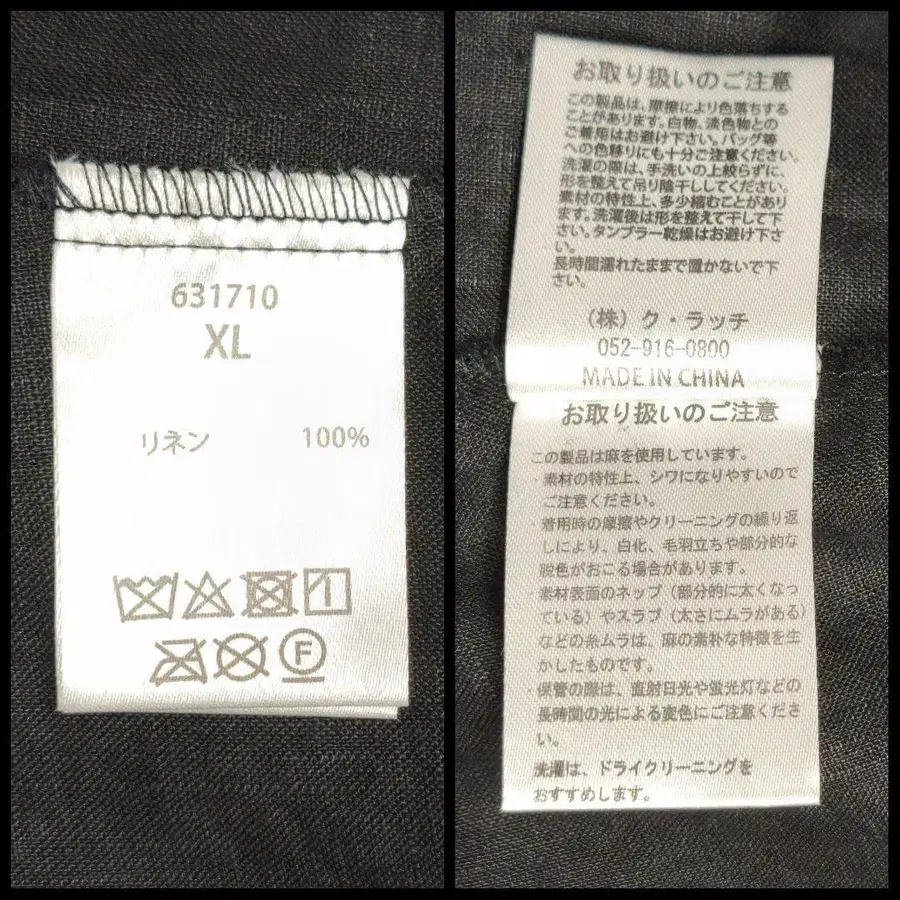 631710
XL
リネン 100%
F
お取り扱いのご注意
この製品は、摩擦により色落ちする
ことがあります。白物、淡色物との
ご着用はお避け下さい。バッグ等
への色移りにも十分ご注意ください。
洗濯の際は、手洗いの上絞らずに、
形を整えて吊り陰干ししてください。
素材の特性上、多少縮むことがあり
ます。洗濯後は形を整えて干して下
さい。タンブラー乾燥はお避け下さ
い。
長時間濡れたままで置かないで下
さい。
（株）ク・ラッチ
052-916-0800
MADE IN CHINA
お取り扱いのご注意
この製品は麻を使用しています。
・素材の特性上、シワになりやすいので
ご注意ください。
・着用時の摩擦やクリーニングの繰り返
しにより、白化、毛羽立ちや部分的な
脱色がおこる場合があります。
・素材表面のネップ（部分的に太くなっ
ている）やスラブ（太さにムラがある）
などの糸ムラは、麻の素朴な特徴を生
かしたものです。
・保管の際は、直射日光や蛍光灯などの
長時間の光による変色にご注意くださ
い。
洗濯は、ドライクリーニングを
おすすめします。